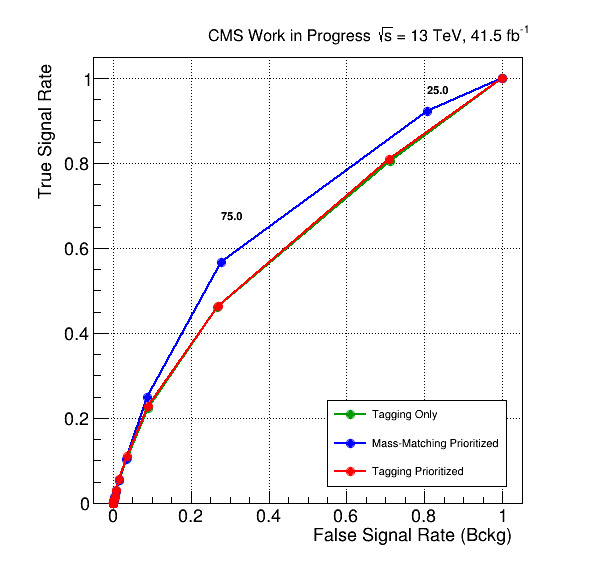 CMS Work in Progress √s = 13 TeV, 41.5 fb⁻¹
True Signal Rate
1
0.8
0.6
0.4
0.2
0
25.0
75.0
Tagging Only
Mass-Matching Prioritized
Tagging Prioritized
0 0.2 0.4 0.6 0.8 1
False Signal Rate (Bckg)